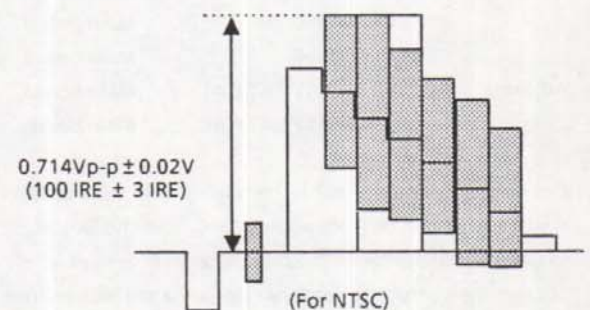 0.714Vp-p ± 0.02V
(100 IRE ± 3 IRE)
(For NTSC)